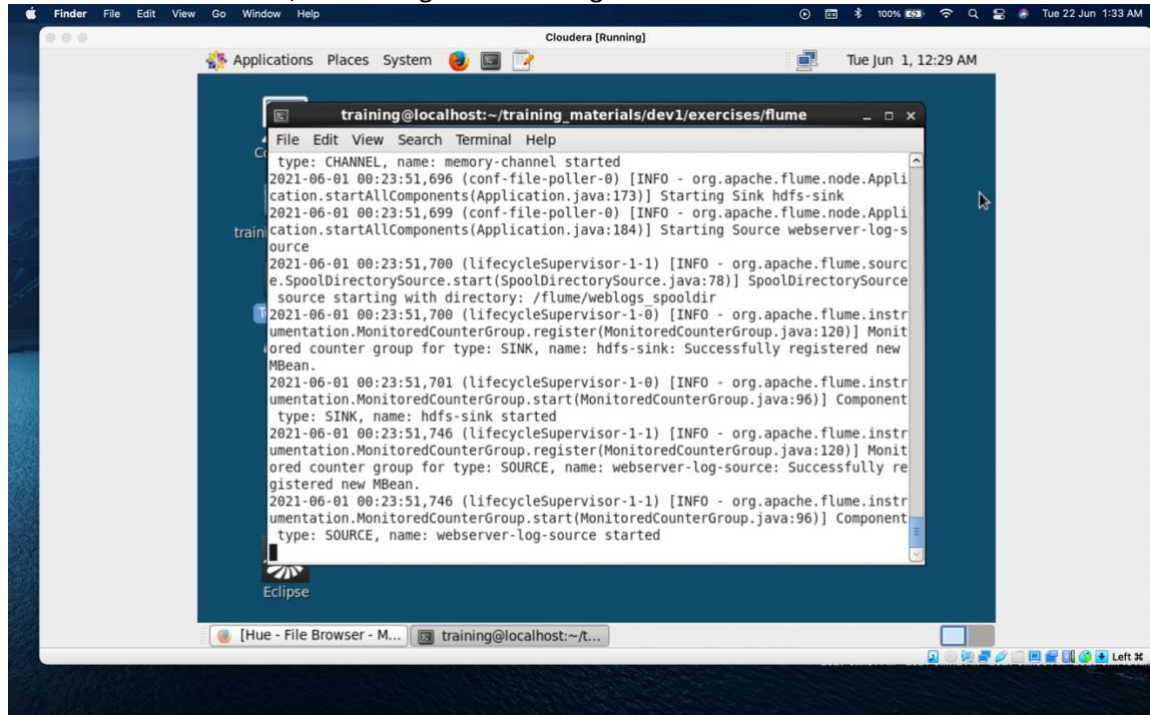 Finder File Edit View Go Window Help 100% Tue 22 Jun 1:33 AM
Cloudera [Running]
Applications Places System Tue Jun 1, 12:29 AM
training@localhost:~/training_materials/dev1/exercises/flume
File Edit View Search Terminal Help
type: CHANNEL, name: memory-channel started
2021-06-01 00:23:51,696 (conf-file-poller-0) [INFO - org.apache.flume.node.Appli
cation.startAllComponents(Application.java:173)] Starting Sink hdfs-sink
2021-06-01 00:23:51,699 (conf-file-poller-0) [INFO - org.apache.flume.node.Appli
cation.startAllComponents(Application.java:184)] Starting Source webserver-log-s
ource
2021-06-01 00:23:51,700 (lifecycleSupervisor-1-1) [INFO - org.apache.flume.sourc
e.SpoolDirectorySource.start(SpoolDirectorySource.java:78)] SpoolDirectorySource
source starting with directory: /flume/weblogs_spooldir
2021-06-01 00:23:51,700 (lifecycleSupervisor-1-0) [INFO - org.apache.flume.instr
umentation.MonitoredCounterGroup.register(MonitoredCounterGroup.java:120)] Monit
ored counter group for type: SINK, name: hdfs-sink: Successfully registered new
MBean.
2021-06-01 00:23:51,701 (lifecycleSupervisor-1-0) [INFO - org.apache.flume.instr
umentation.MonitoredCounterGroup.start(MonitoredCounterGroup.java:96)] Component
type: SINK, name: hdfs-sink started
2021-06-01 00:23:51,746 (lifecycleSupervisor-1-1) [INFO - org.apache.flume.instr
umentation.MonitoredCounterGroup.register(MonitoredCounterGroup.java:120)] Monit
ored counter group for type: SOURCE, name: webserver-log-source: Successfully re
gistered new MBean.
2021-06-01 00:23:51,746 (lifecycleSupervisor-1-1) [INFO - org.apache.flume.instr
umentation.MonitoredCounterGroup.start(MonitoredCounterGroup.java:96)] Component
type: SOURCE, name: webserver-log-source started
Eclipse
[Hue - File Browser - M... training@localhost:~/t...
Left ⌘